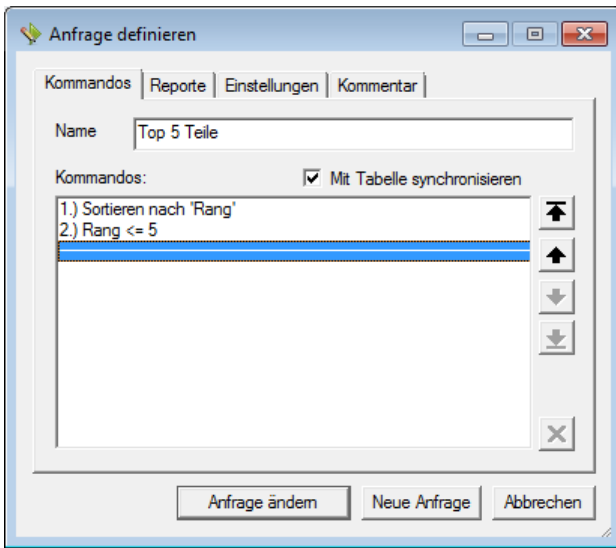 Anfrage definieren
Kommandos Reporte Einstellungen Kommentar
Name Top 5 Teile
Kommandos: Mit Tabelle synchronisieren
1.) Sortieren nach 'Rang'
2.) Rang <= 5
Anfrage ändern Neue Anfrage Abbrechen